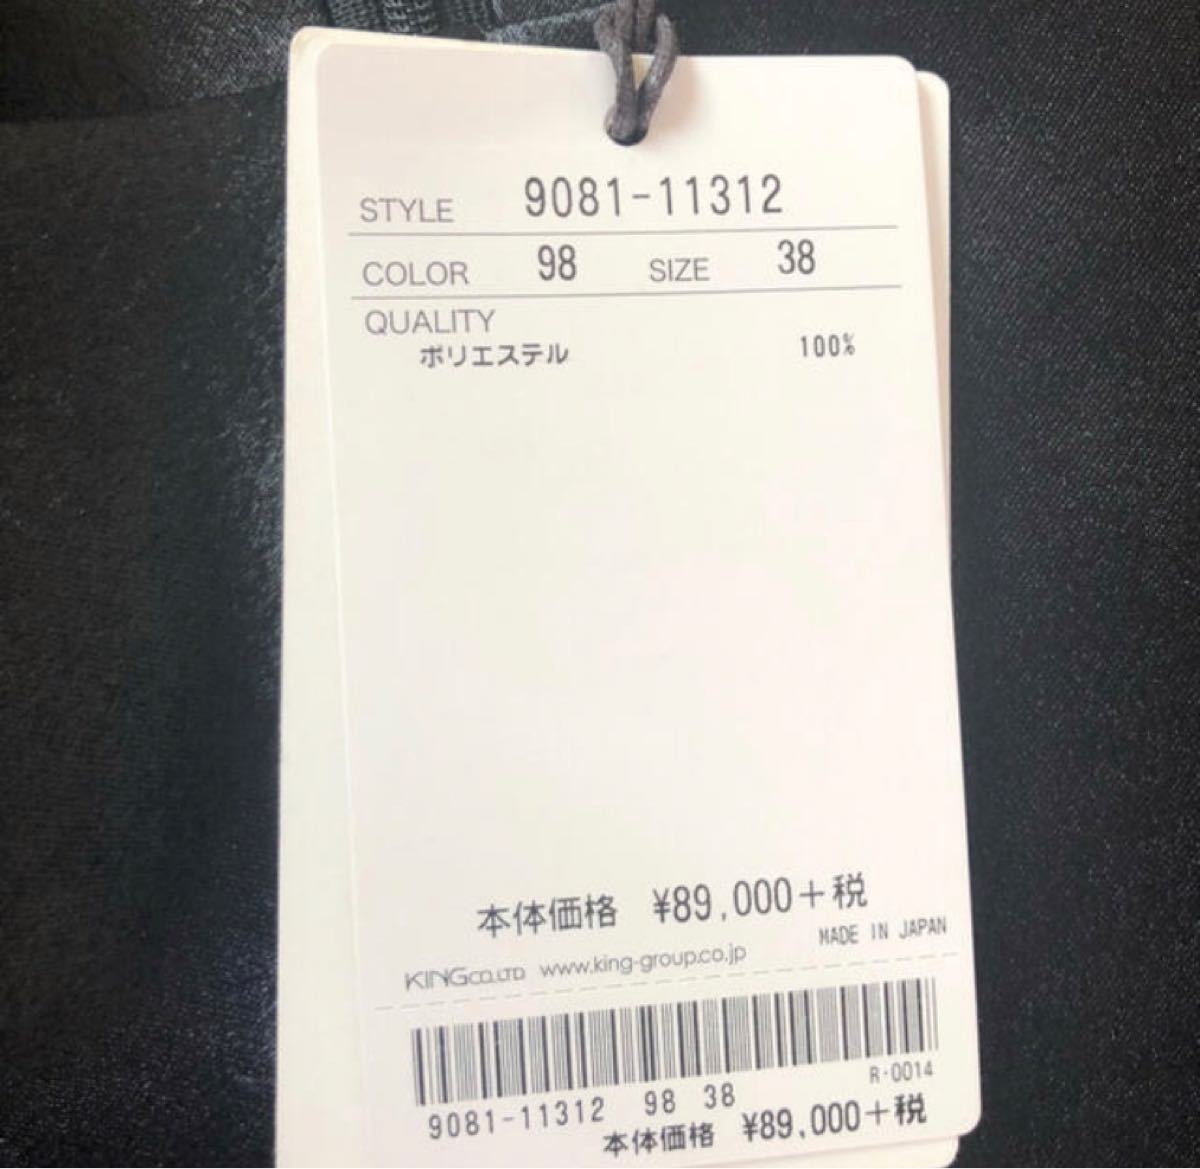 STYLE 9081-11312
COLOR 98 SIZE 38
QUALITY
ポリエステル 100%
本体価格 ¥89,000+税
MADE IN JAPAN
KING CO.,LTD www.king-group.co.jp
R-0014
9081-11312 98 38
本体価格 ¥89,000+税